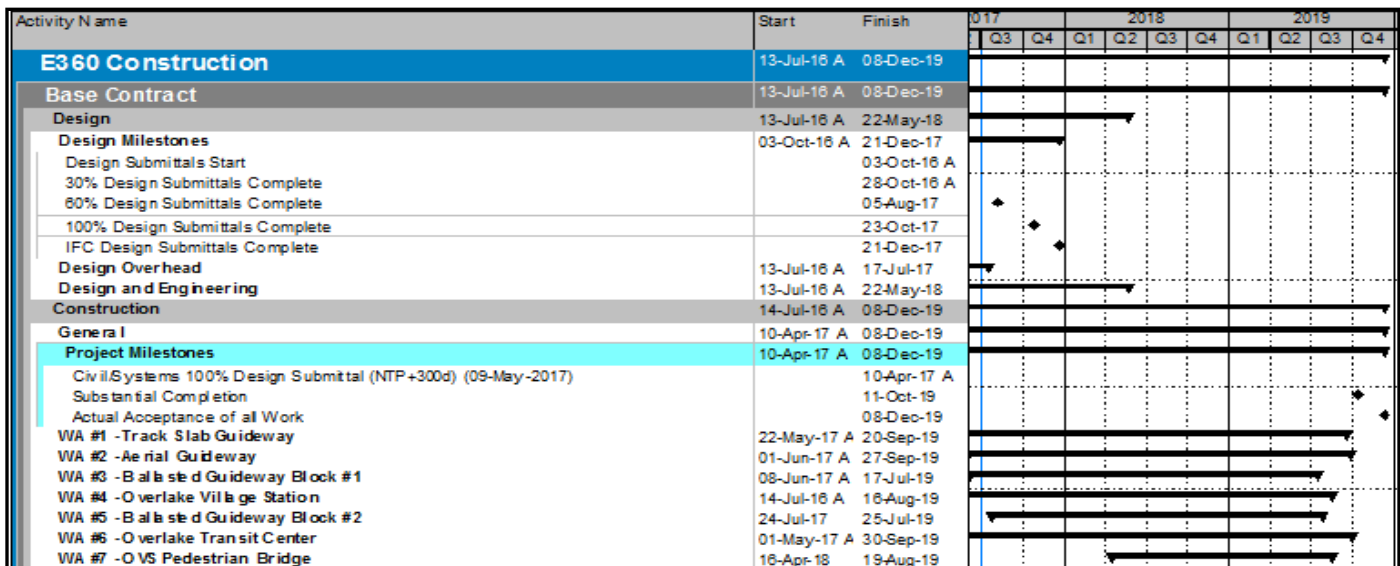 Activity Name Start Finish 2017 2018 2019
Q3 Q4 Q1 Q2 Q3 Q4 Q1 Q2 Q3 Q4
E360 Construction 13-Jul-16 A 08-Dec-19
Base Contract 13-Jul-16 A 08-Dec-19
Design 13-Jul-16 A 22-May-18
Design Milestones 03-Oct-16 A 21-Dec-17
Design Submittals Start 03-Oct-16 A
30% Design Submittals Complete 28-Oct-16 A
60% Design Submittals Complete 05-Aug-17
100% Design Submittals Complete 23-Oct-17
IFC Design Submittals Complete 21-Dec-17
Design Overhead 13-Jul-16 A 17-Jul-17
Design and Engineering 13-Jul-16 A 22-May-18
Construction 14-Jul-16 A 08-Dec-19
General 10-Apr-17 A 08-Dec-19
Project Milestones 10-Apr-17 A 08-Dec-19
Civil/Systems 100% Design Submittal (NTP+300d) (09-May-2017) 10-Apr-17 A
Substantial Completion 11-Oct-19
Actual Acceptance of all Work 08-Dec-19
WA #1 -Track Slab Guideway 22-May-17 A 20-Sep-19
WA #2 -Aerial Guideway 01-Jun-17 A 27-Sep-19
WA #3 -Ballasted Guideway Block #1 08-Jun-17 A 17-Jul-19
WA #4 -Overlake Village Station 14-Jul-16 A 16-Aug-19
WA #5 -Ballasted Guideway Block #2 24-Jul-17 25-Jul-19
WA #6 -Overlake Transit Center 01-May-17 A 30-Sep-19
WA #7 -OVS Pedestrian Bridge 16-Apr-18 19-Aug-19